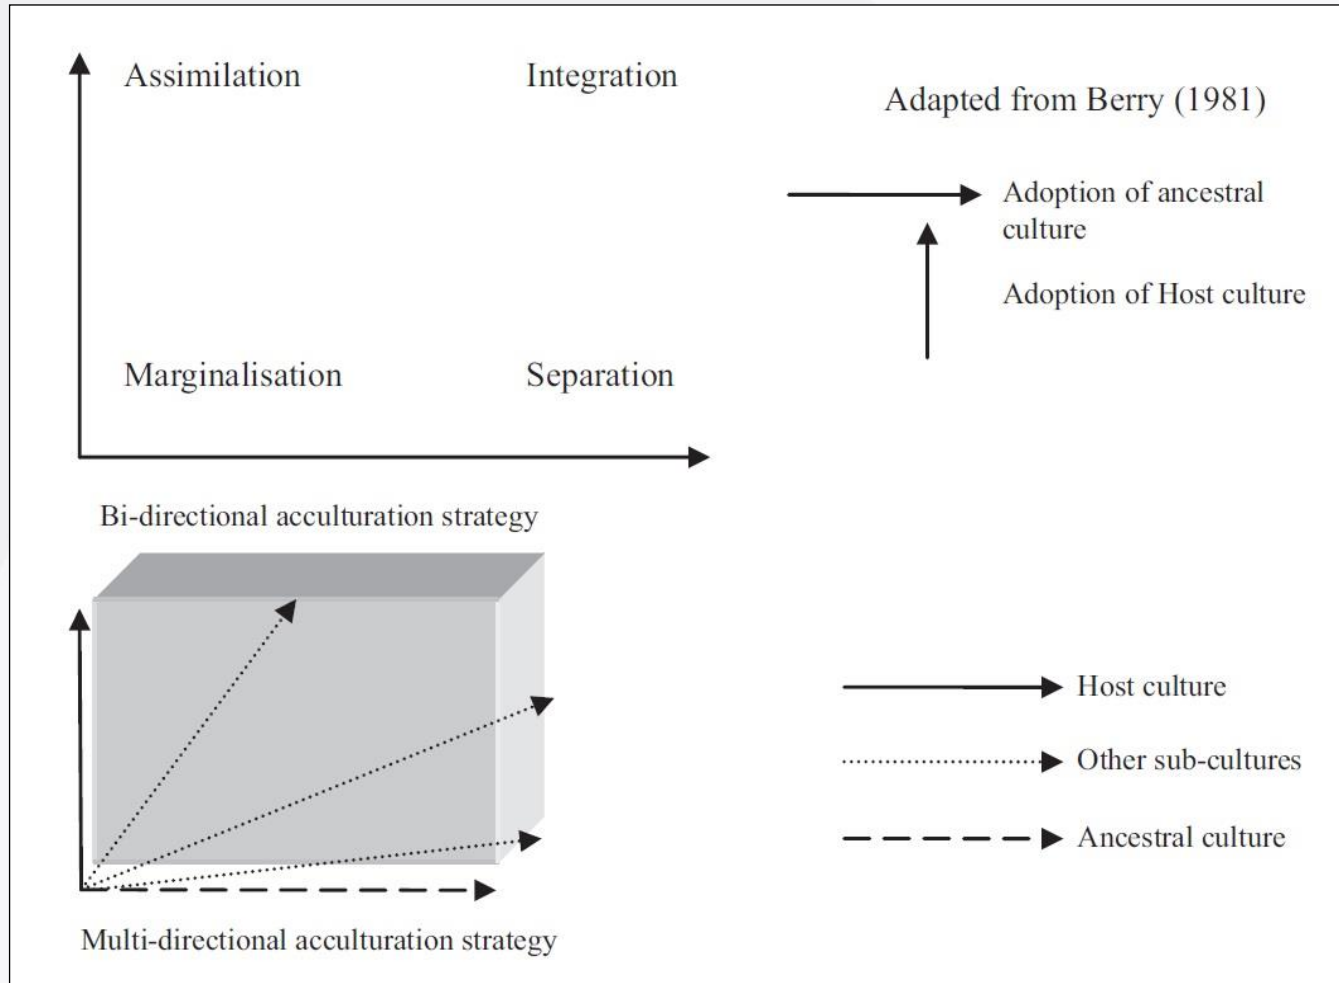 Assimilation
Integration
Adapted from Berry (1981)
Adoption of ancestral
culture
Adoption of Host culture
Marginalisation
Separation
Bi-directional acculturation strategy
Host culture
Other sub-cultures
Ancestral culture
Multi-directional acculturation strategy